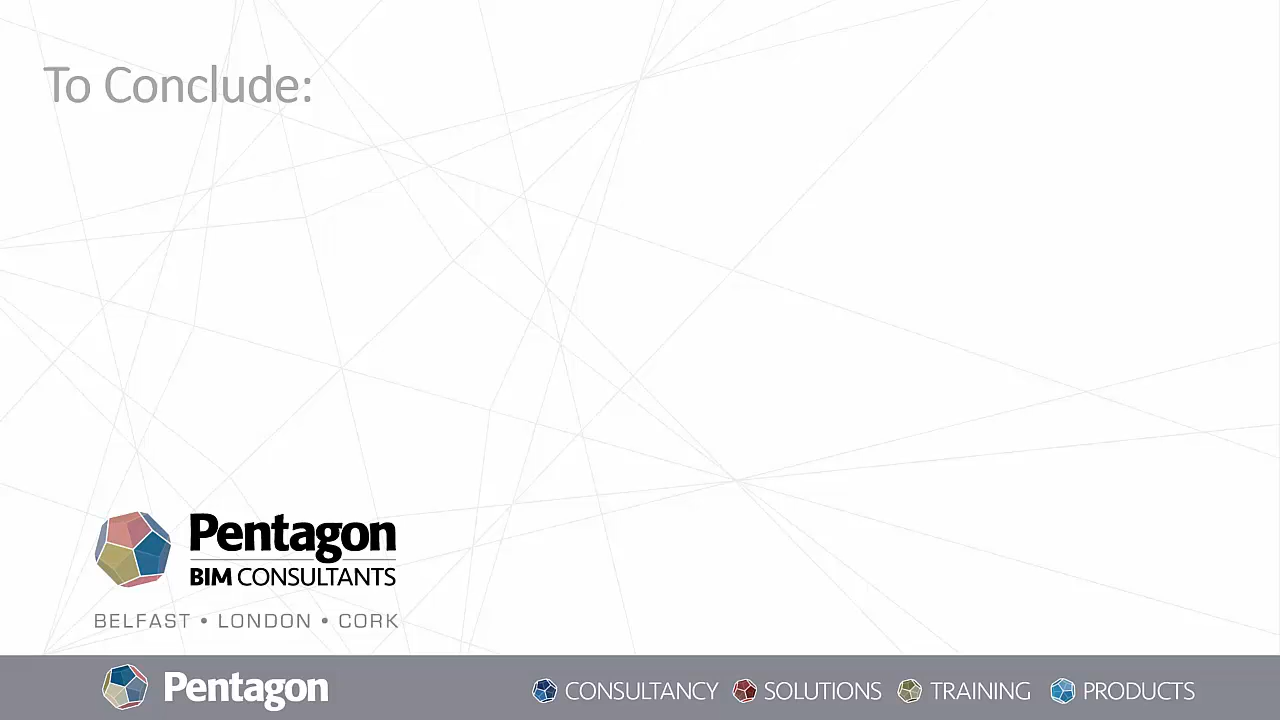 To Conclude:
Pentagon
BIM CONSULTANTS
BELFAST • LONDON • CORK
Pentagon CONSULTANCY SOLUTIONS TRAINING PRODUCTS